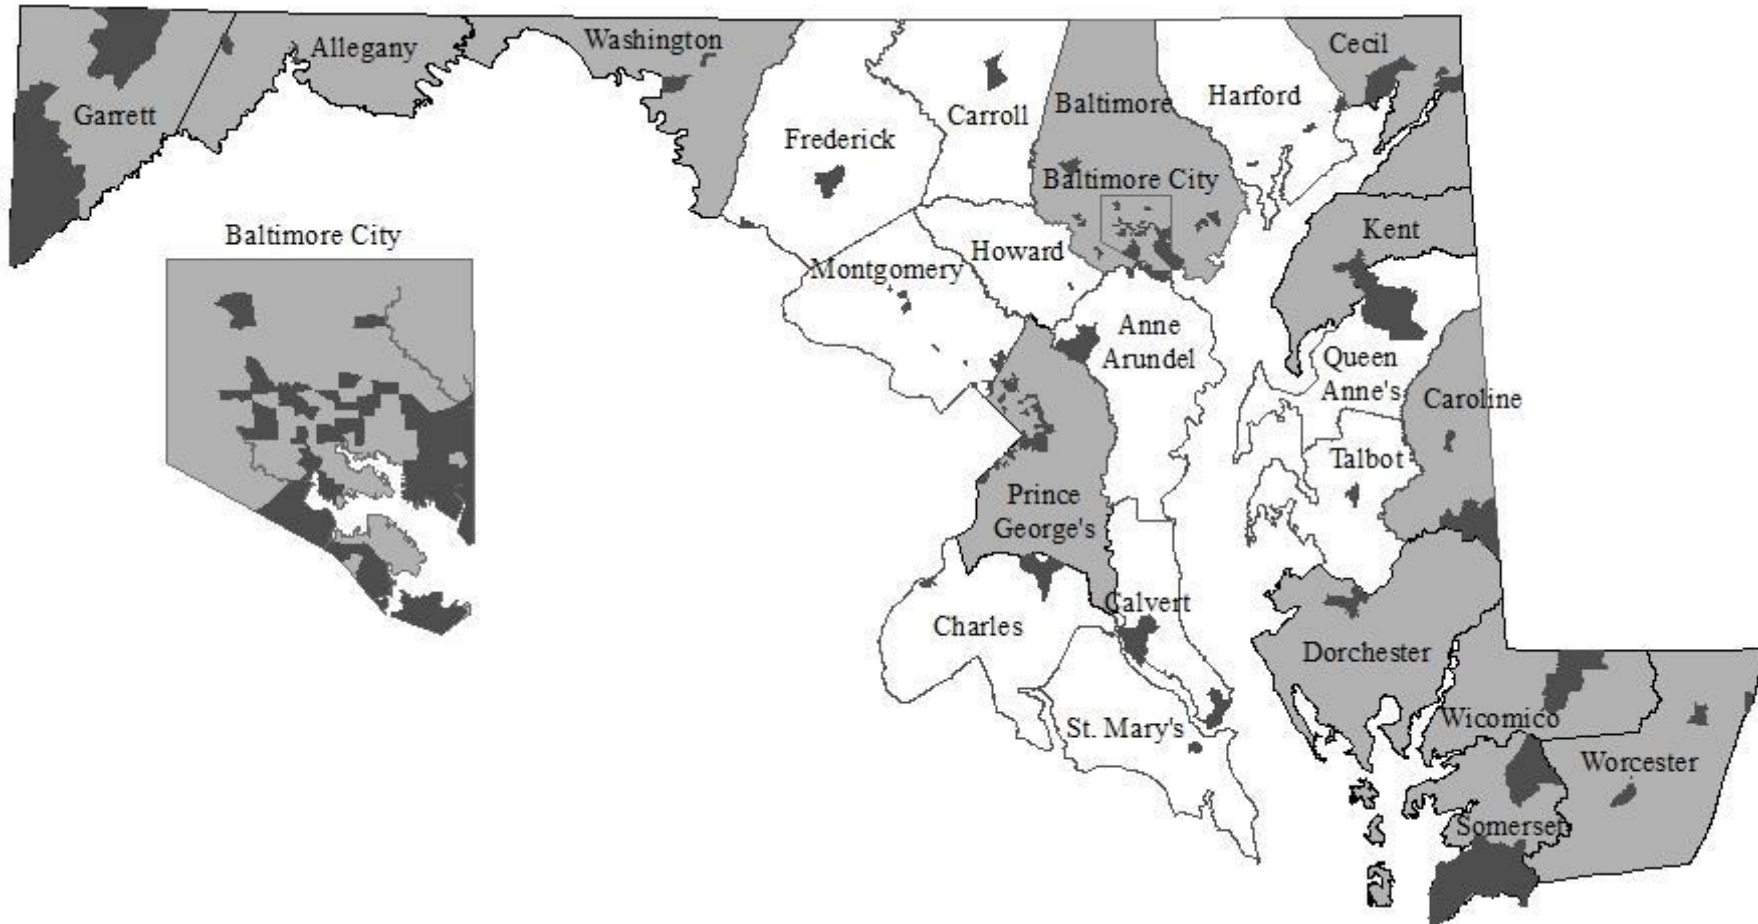 Allegany
Washington
Cecil
Garrett
Carroll
Baltimore
Harford
Frederick
Baltimore City
Baltimore City
Kent
Howard
Montgomery
Anne
Arundel
Queen
Anne's
Caroline
Talbot
Prince
George's
Calvert
Charles
Dorchester
St. Mary's
Wicomico
Worcester
Somerset